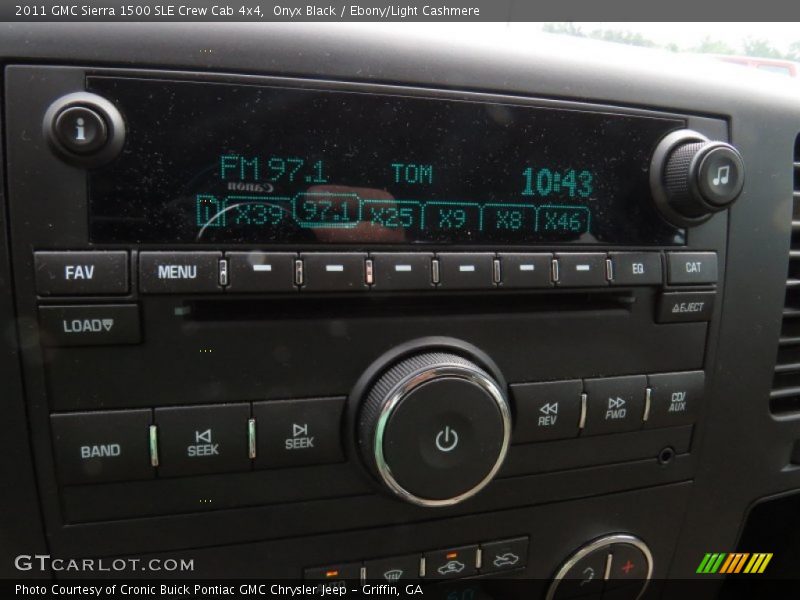 2011 GMC Sierra 1500 SLE Crew Cab 4x4,  Onyx Black / Ebony/Light Cashmere
i
FM 97.1 TOM 10:43
Canon
X39 97.1 X25 X9 X8 X46
FAV MENU EQ CAT
LOAD EJECT
BAND SEEK SEEK REV FWD CD/AUX
GTCARLOT.COM
Photo Courtesy of Cronic Buick Pontiac GMC Chrysler Jeep - Griffin, GA